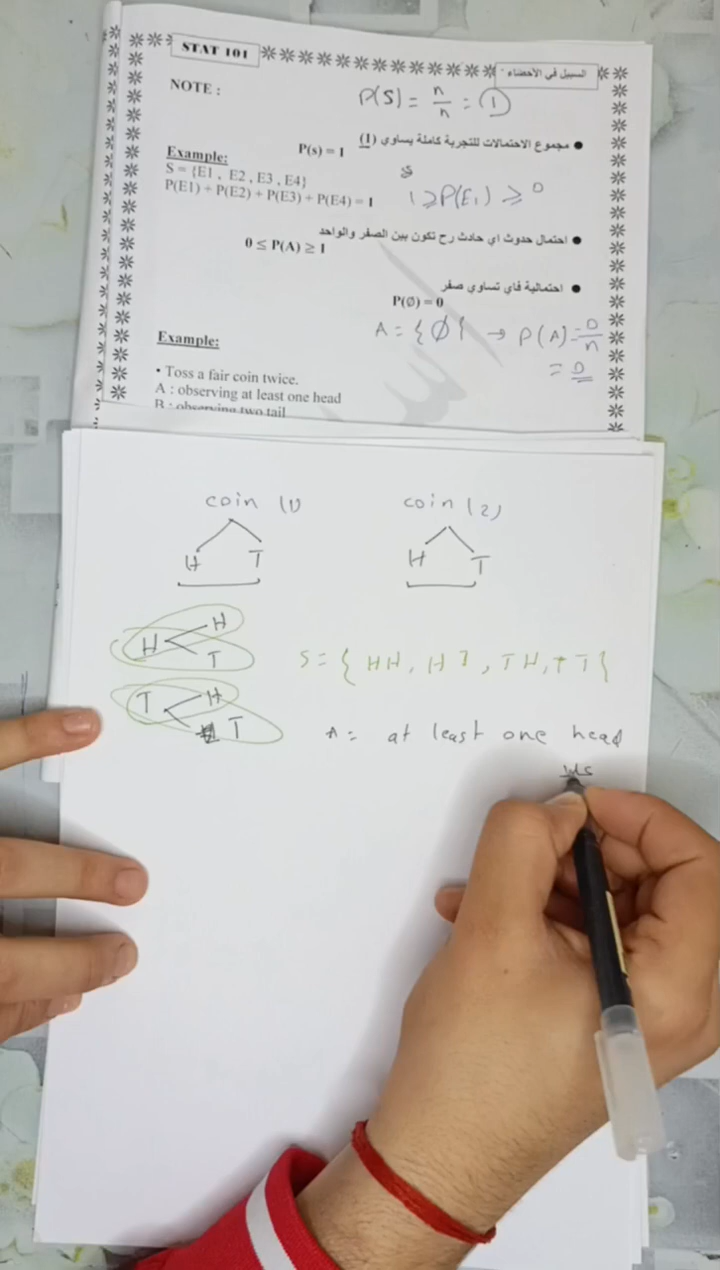 STAT 101
السبيل في الاحصاء
NOTE :
P(S) = n/n = 1
● مجموع الاحتمالات للتجربة كاملة يساوي (1)
P(s) = 1
Example:
S = {E1 , E2 , E3 , E4}
P(E1) + P(E2) + P(E3) + P(E4) = 1
1 ≥ P(E1) ≥ 0
● احتمال حدوث اي حادث رح تكون بين الصفر والواحد
0 ≤ P(A) ≥ 1
● احتمالية فاي تساوي صفر
P(∅) = 0
A = {∅} → P(A) = 0/n
= 0
Example:
• Toss a fair coin twice.
A : observing at least one head
B : observing two tail
coin (1) coin (2)
H T H T
H H
T
S = { HH , HT , TH , TT }
T H
T
A = at least one head